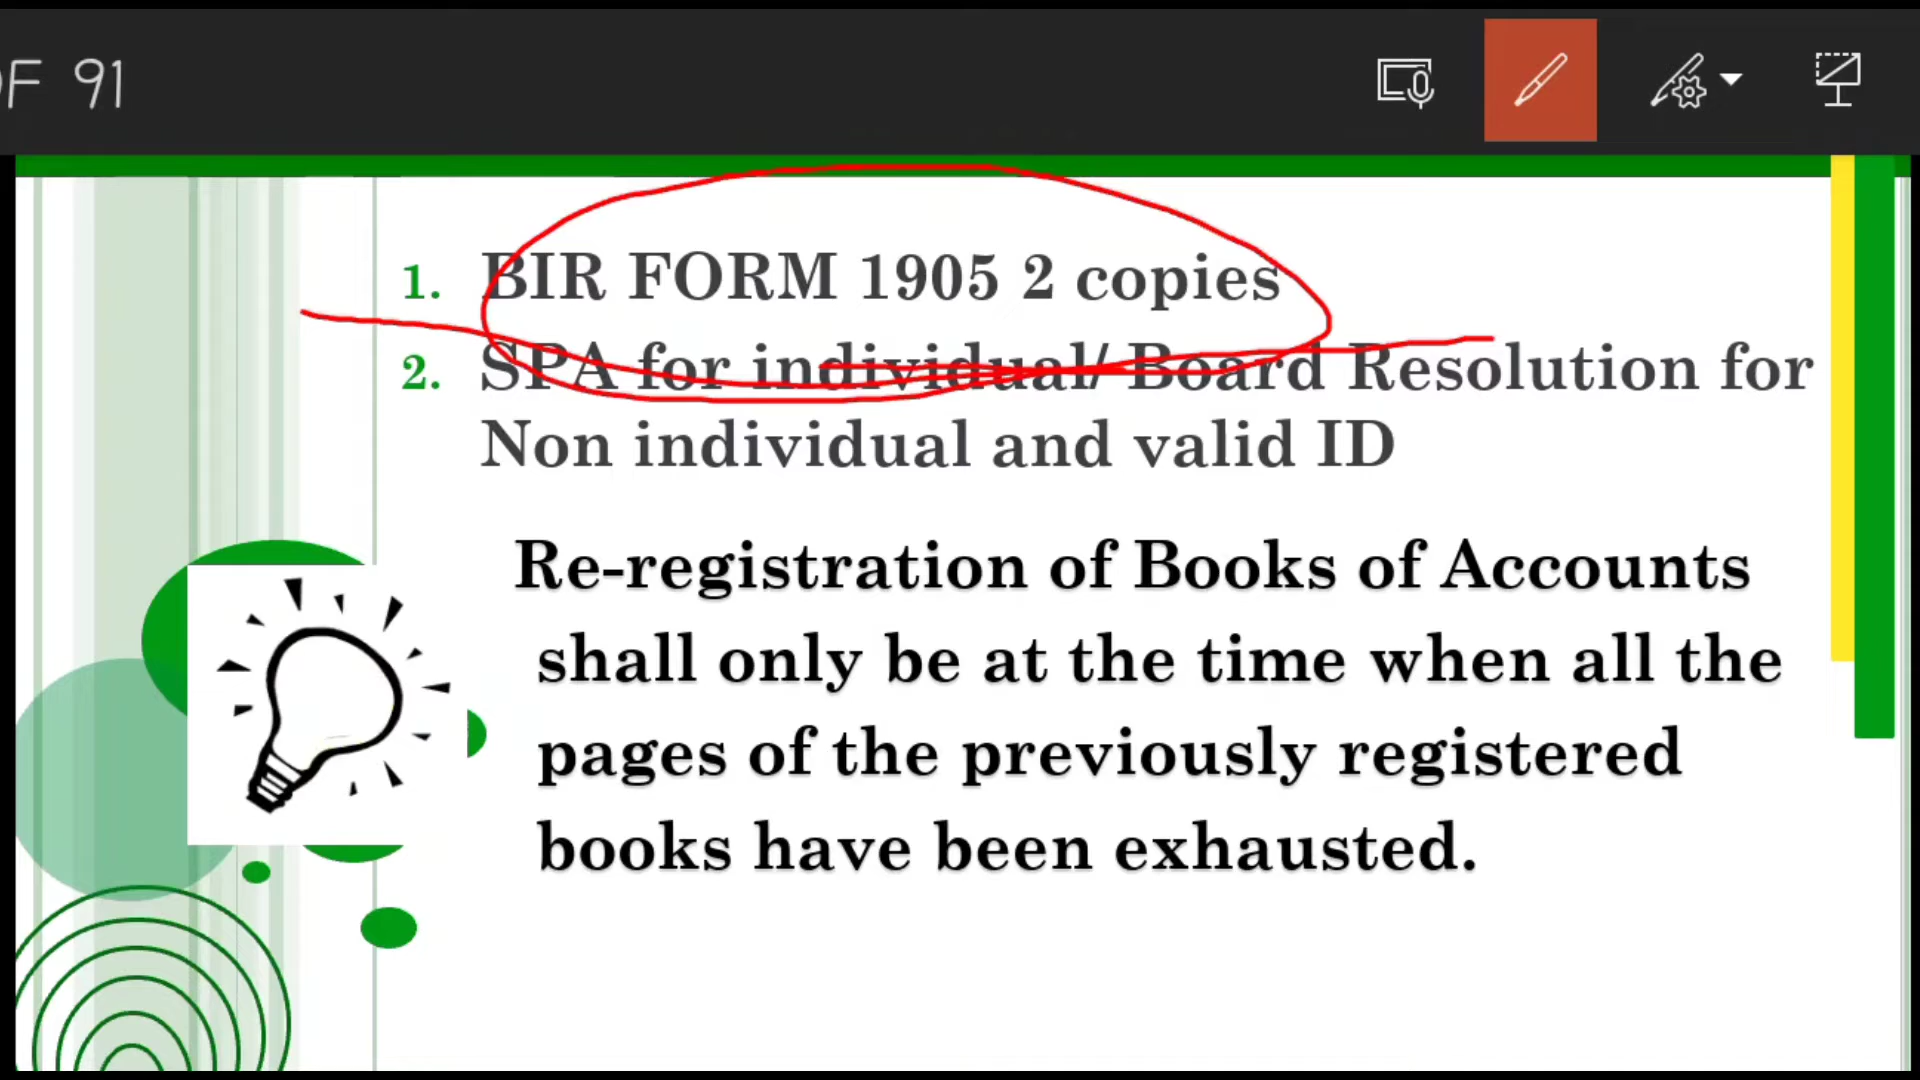 OF 91
1. BIR FORM 1905 2 copies
2. SPA for individual/ Board Resolution for
Non individual and valid ID
Re-registration of Books of Accounts
shall only be at the time when all the
pages of the previously registered
books have been exhausted.